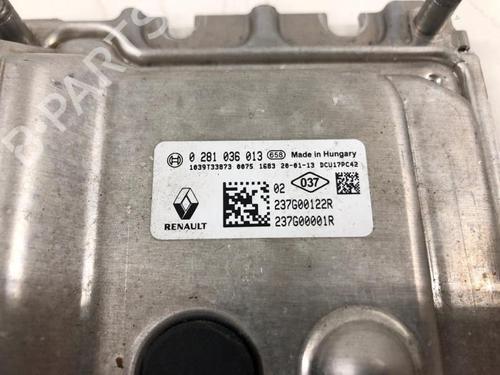 0 281 036 013 658 Made in Hungary
1039T33873 0075 1683 20-01-13 DCU17PC42
02 037
237G00122R
237G00001R
RENAULT
B-PARTS